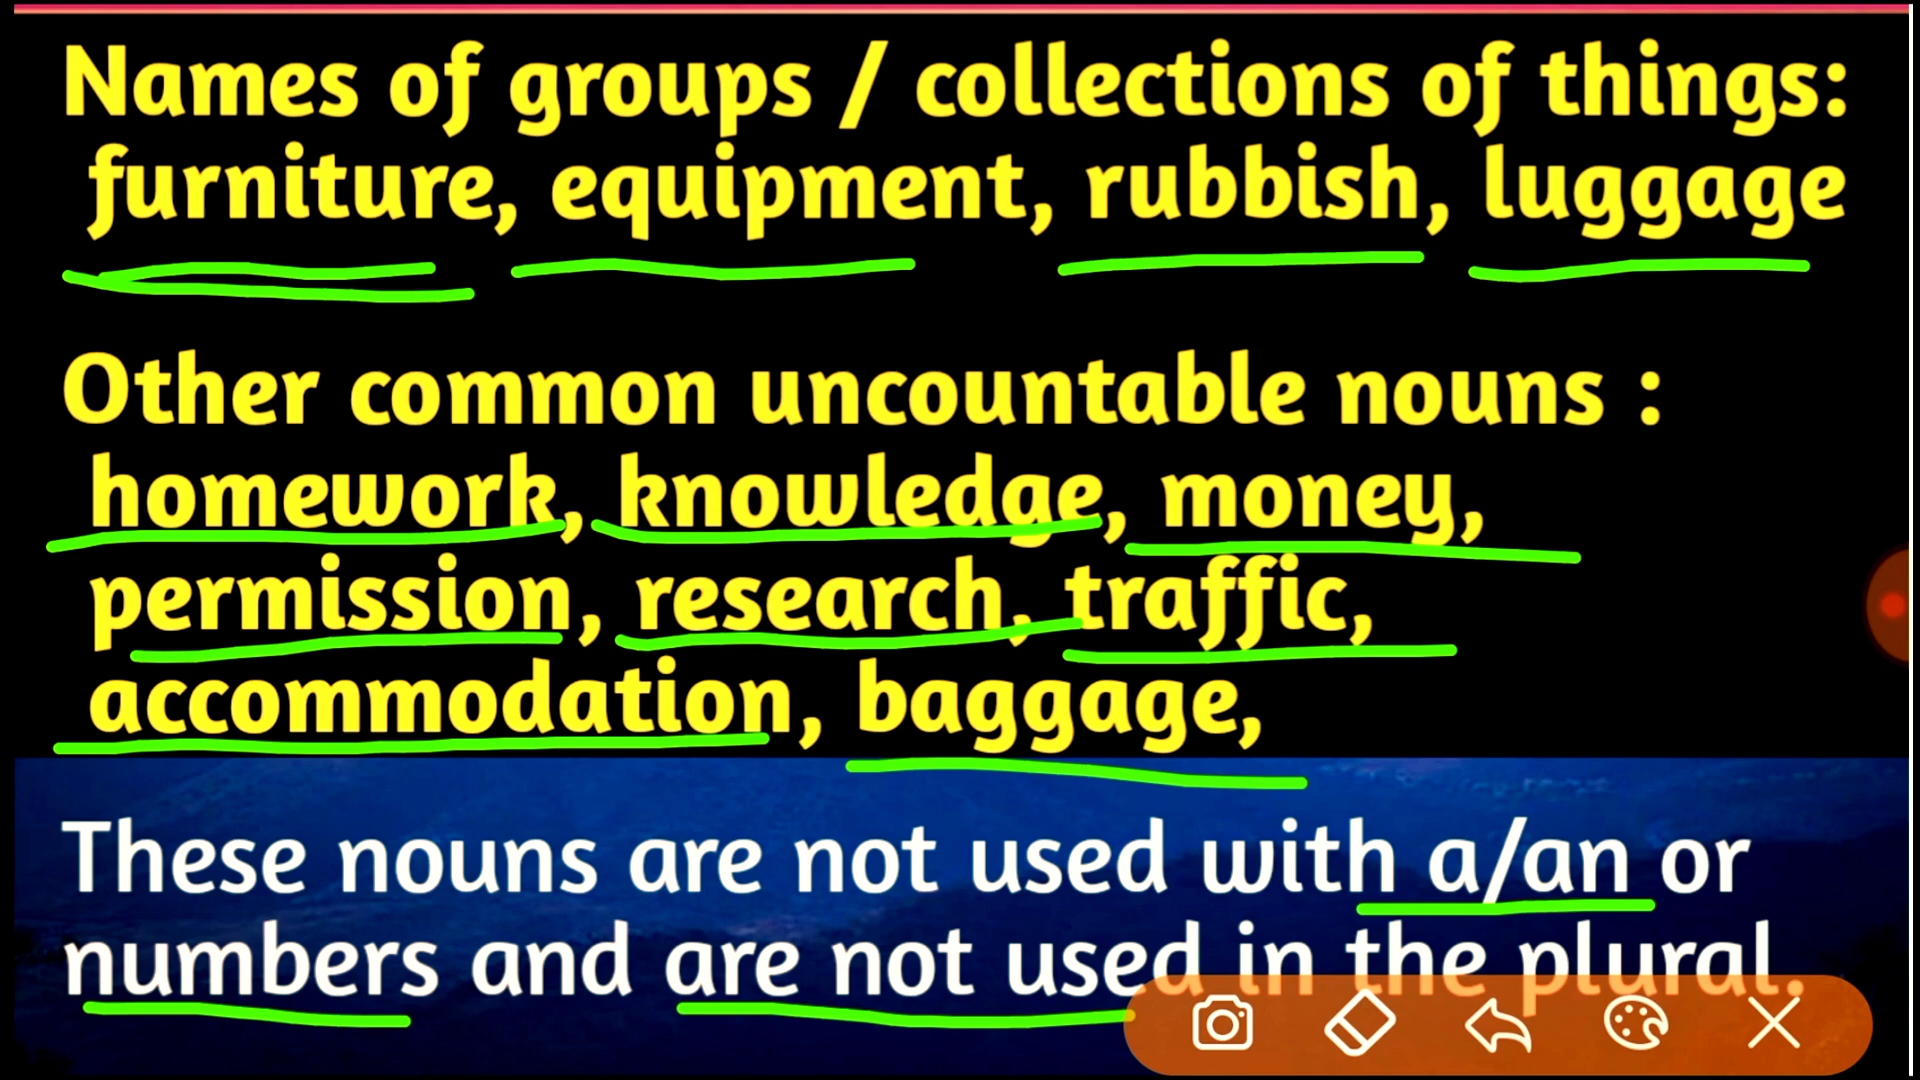 Names of groups / collections of things:
furniture, equipment, rubbish, luggage
Other common uncountable nouns :
homework, knowledge, money,
permission, research, traffic,
accommodation, baggage,
These nouns are not used with a/an or
numbers and are not used in the plural.